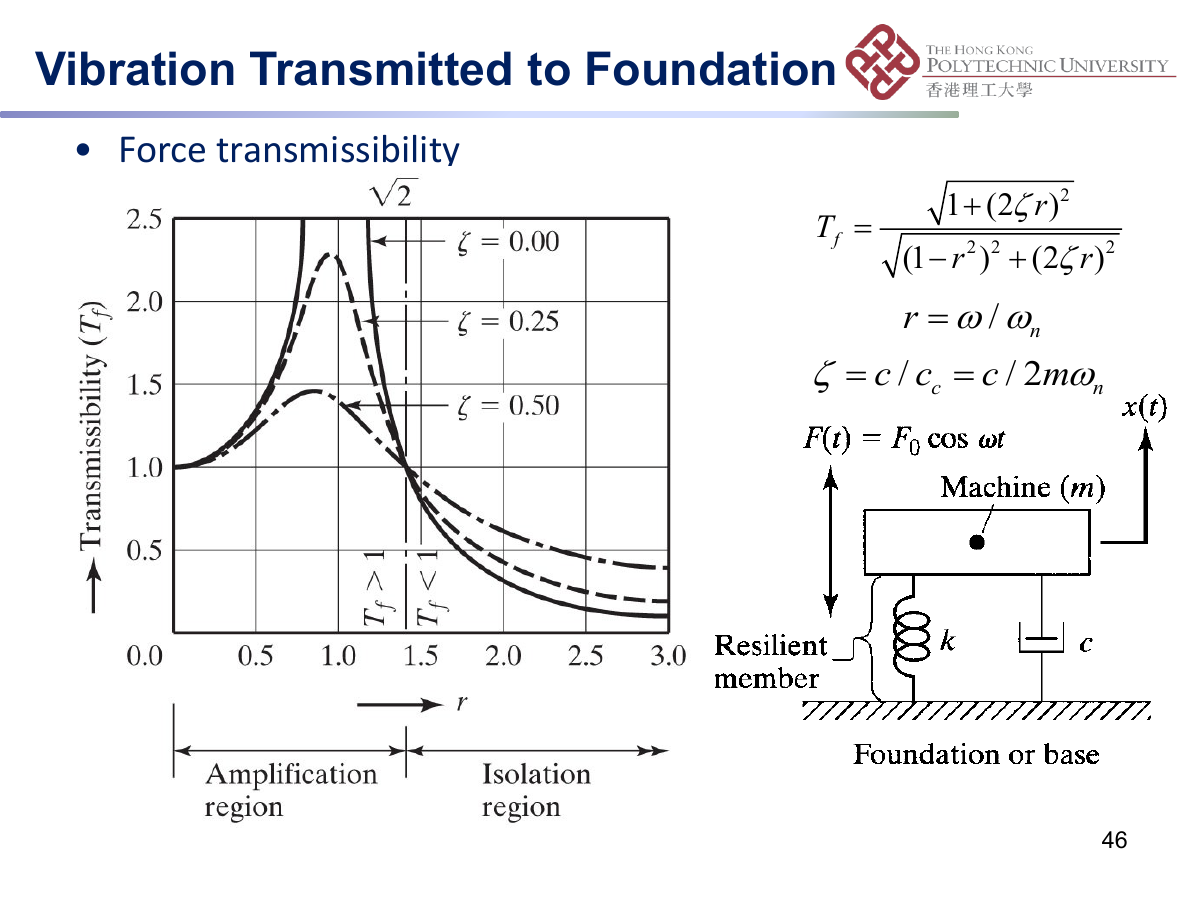 Vibration Transmitted to Foundation
THE HONG KONG
POLYTECHNIC UNIVERSITY
香港理工大學
• Force transmissibility
√2
2.5
2.0
1.5
1.0
0.5
0.0
Transmissibility (T_f)
ζ = 0.00
ζ = 0.25
ζ = 0.50
T_f > 1
T_f < 1
0.5 1.0 1.5 2.0 2.5 3.0
r
Amplification
region
Isolation
region
T_f = √(1+(2ζr)²) / √((1−r²)²+(2ζr)²)
r = ω / ω_n
ζ = c / c_c = c / 2mω_n
x(t)
F(t) = F₀ cos ωt
Machine (m)
Resilient
member
k
c
Foundation or base
46